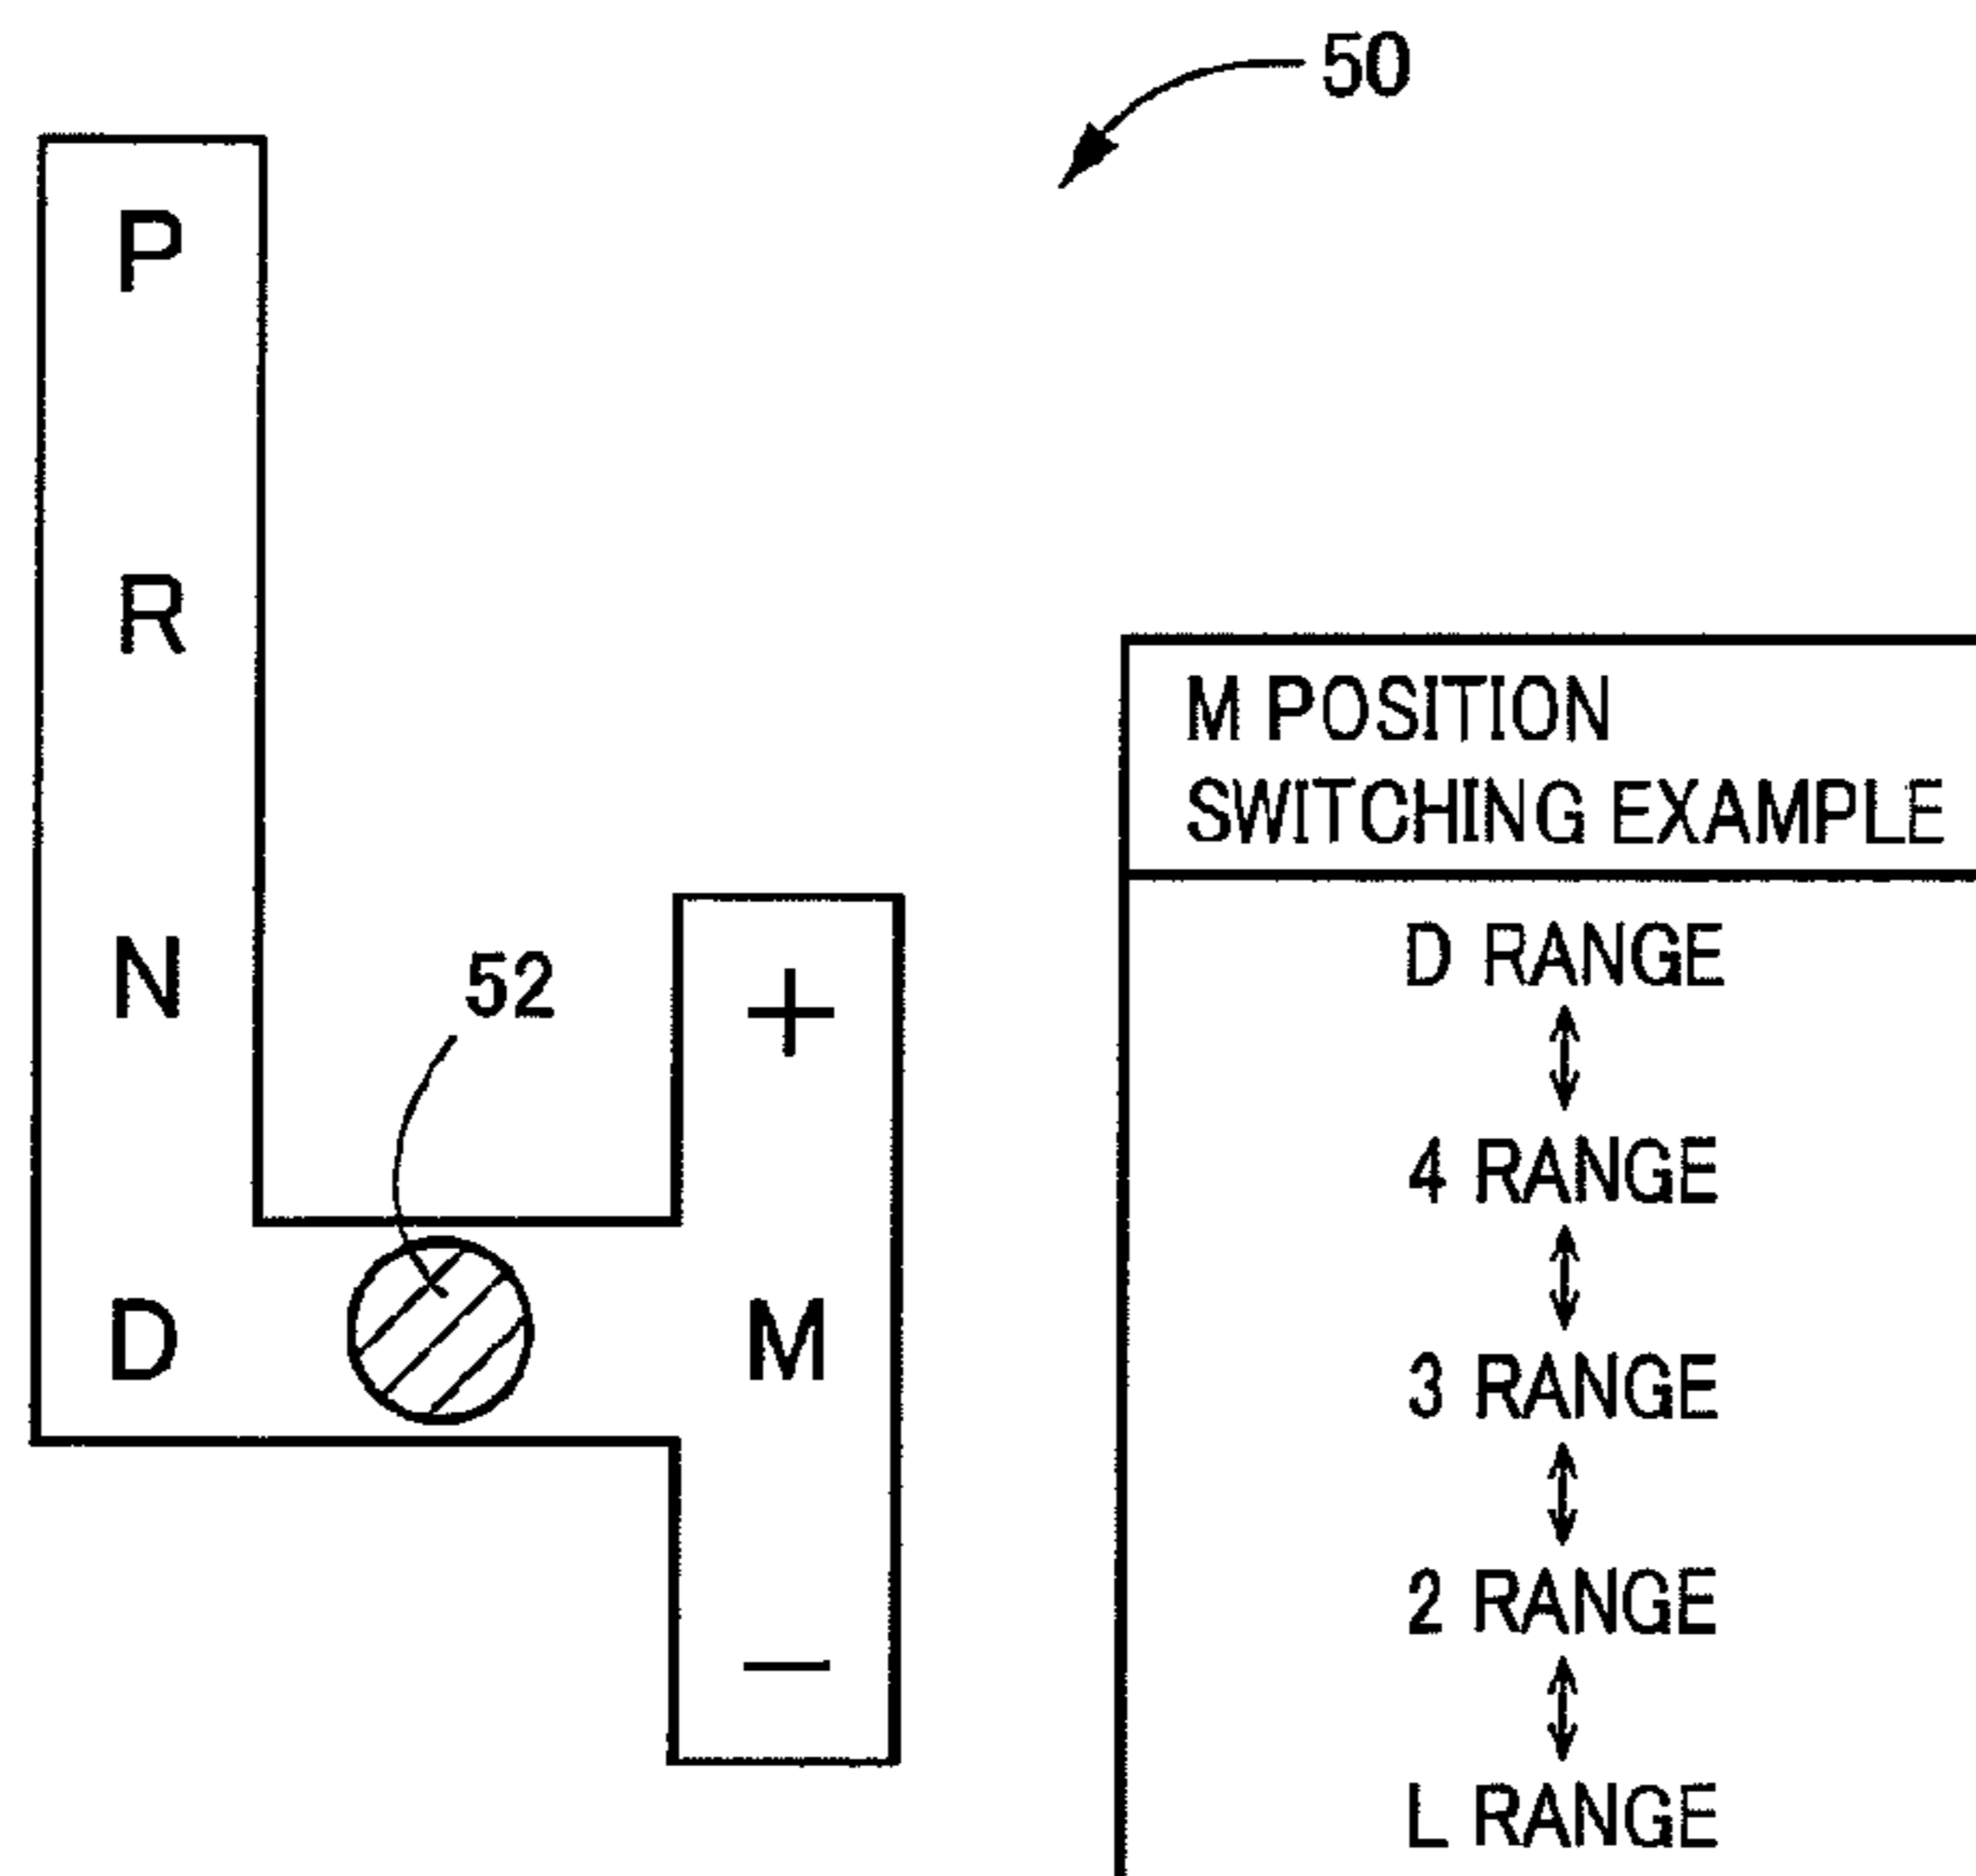 50
P
R
N
52
+
D
M
−
M POSITION
SWITCHING EXAMPLE
D RANGE
4 RANGE
3 RANGE
2 RANGE
L RANGE